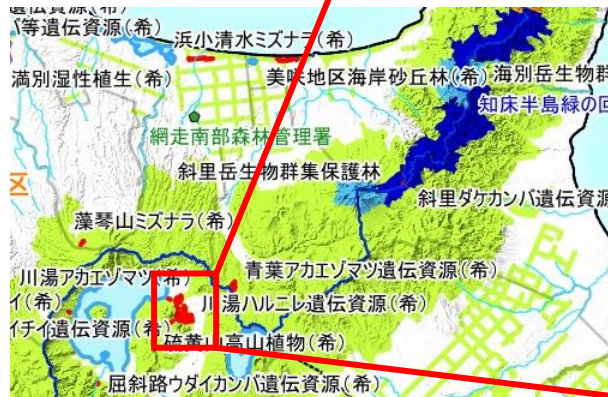 バ等遺伝資源(希)
浜小清水ミズナラ(希)
満別湿性植生(希)
美咲地区海岸砂丘林(希)
海別岳生物群
知床半島緑の回
網走南部森林管理署
斜里岳生物群集保護林
区
斜里ダケカンバ遺伝資源
藻琴山ミズナラ(希)
川湯アカエゾマツ(希)
青葉アカエゾマツ遺伝資源(希)
イ(希)
川湯ハルニレ遺伝資源(希)
イチイ遺伝資源(希)
硫黄山高山植物(希)
屈斜路ウダイカンバ遺伝資源(希)